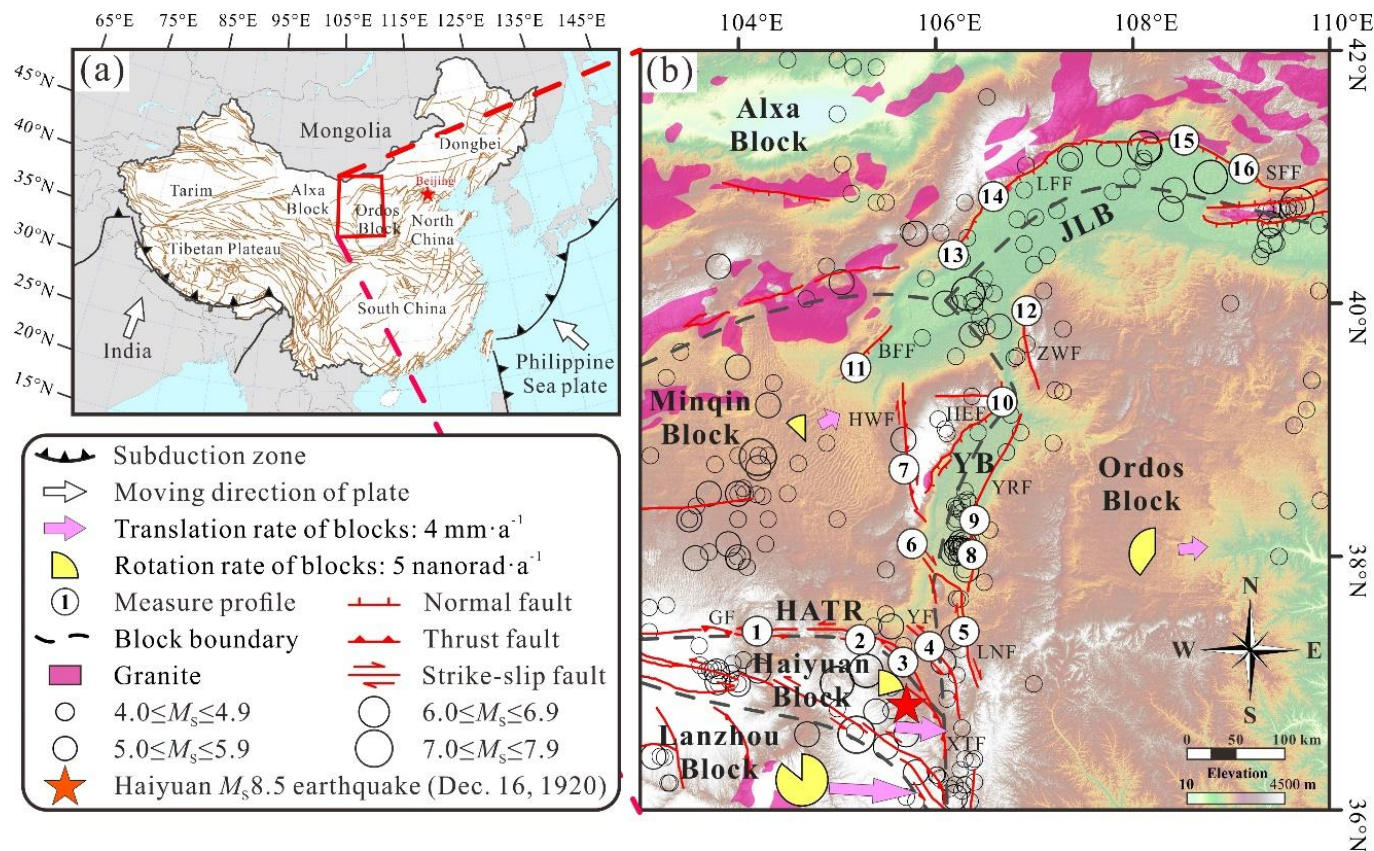 65°E 75°E 85°E 95°E 105°E 115°E 125°E 135°E 145°E
45°N
40°N
35°N
30°N
25°N
20°N
15°N
(a)
Mongolia
Dongbei
Beijing
Tarim
Alxa
Block
Ordos
Block
North
China
Tibetan Plateau
South China
India
Philippine
Sea plate
Subduction zone
Moving direction of plate
Translation rate of blocks: 4 mm·a⁻¹
Rotation rate of blocks: 5 nanorad·a⁻¹
1 Measure profile
Normal fault
Block boundary
Thrust fault
Granite
Strike-slip fault
4.0≤Ms≤4.9
6.0≤Ms≤6.9
5.0≤Ms≤5.9
7.0≤Ms≤7.9
Haiyuan Ms8.5 earthquake (Dec. 16, 1920)
104°E 106°E 108°E 110°E
42°N
40°N
38°N
36°N
(b)
Alxa
Block
15
16
SFF
LFF
14
JLB
13
12
BFF
ZWF
11
Minqin
Block
HWF
10
7
YB
YRF
Ordos
Block
9
6
8
GF
HATR
YF
1
2
3
4
5
LNF
Haiyuan
Block
Lanzhou
Block
XTF
N
W E
S
0 50 100 km
Elevation
10 4500 m